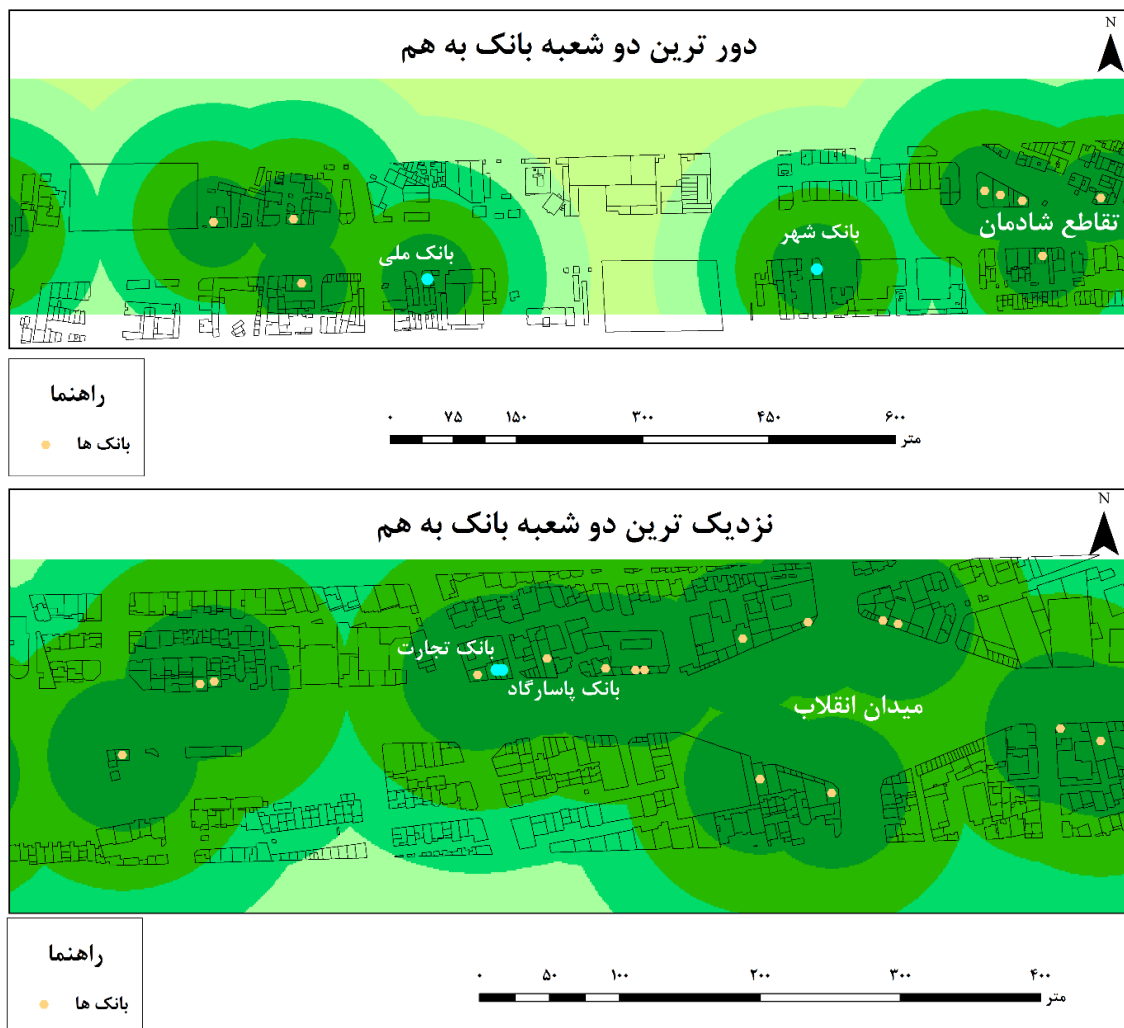 دور ترین دو شعبه بانک به هم
N
بانک شهر
تقاطع شادمان
بانک ملی
راهنما
بانک ها
۰ ۷۵ ۱۵۰ ۳۰۰ ۴۵۰ ۶۰۰
متر
نزدیک ترین دو شعبه بانک به هم
N
بانک تجارت
بانک پاسارگاد
میدان انقلاب
راهنما
بانک ها
۰ ۵۰ ۱۰۰ ۲۰۰ ۳۰۰ ۴۰۰
متر